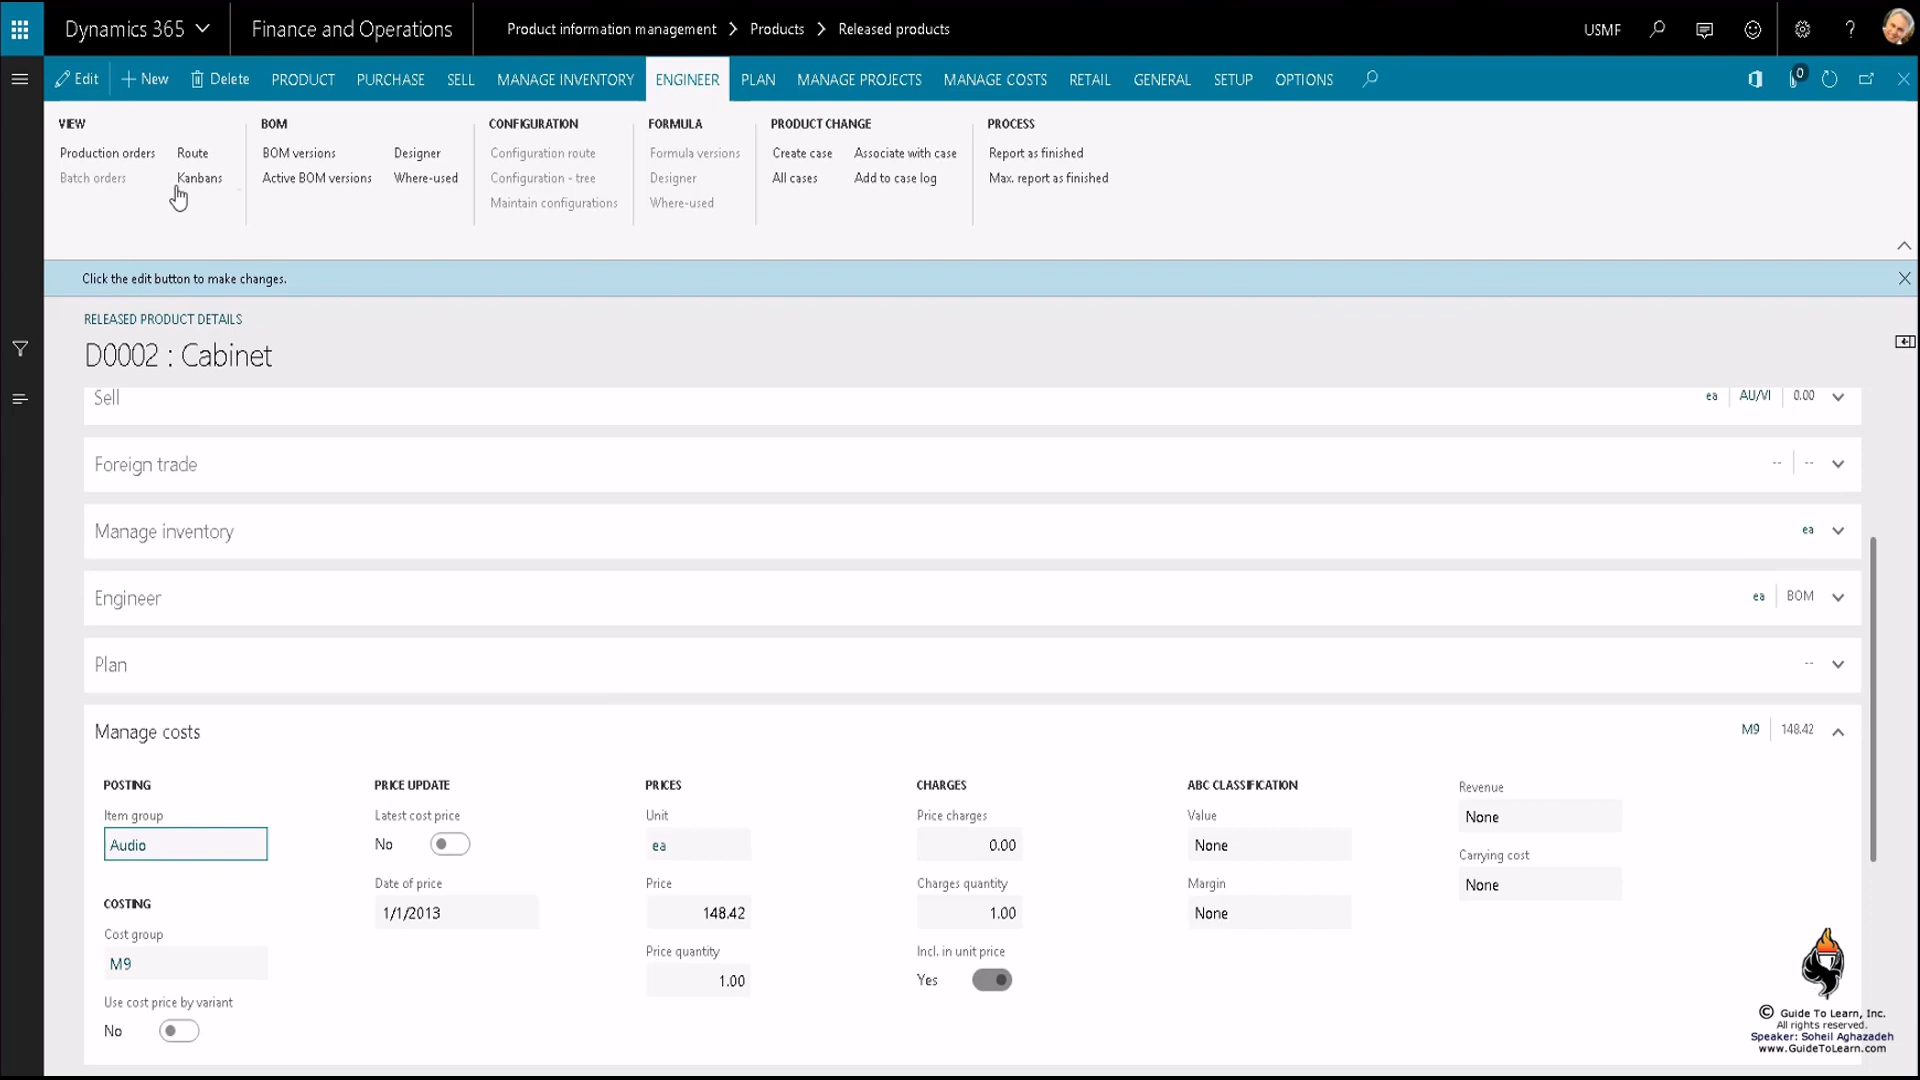 Dynamics 365
Finance and Operations
Product information management
Products
Released products
USMF
Edit
New
Delete
PRODUCT
PURCHASE
SELL
MANAGE INVENTORY
ENGINEER
PLAN
MANAGE PROJECTS
MANAGE COSTS
RETAIL
GENERAL
SETUP
OPTIONS
0
VIEW
Production orders
Route
Batch orders
Kanbans
BOM
BOM versions
Designer
Active BOM versions
Where-used
CONFIGURATION
Configuration route
Configuration - tree
Maintain configurations
FORMULA
Formula versions
Designer
Where-used
PRODUCT CHANGE
Create case
Associate with case
All cases
Add to case log
PROCESS
Report as finished
Max. report as finished
Click the edit button to make changes.
RELEASED PRODUCT DETAILS
D0002 : Cabinet
Sell
ea
AU/VI
0.00
Foreign trade
--
--
Manage inventory
ea
Engineer
ea
BOM
Plan
--
Manage costs
M9
148.42
POSTING
Item group
Audio
COSTING
Cost group
M9
Use cost price by variant
No
PRICE UPDATE
Latest cost price
No
Date of price
1/1/2013
PRICES
Unit
ea
Price
148.42
Price quantity
1.00
CHARGES
Price charges
0.00
Charges quantity
1.00
Incl. in unit price
Yes
ABC CLASSIFICATION
Value
None
Margin
None
Revenue
None
Carrying cost
None
© Guide To Learn, Inc.
All rights reserved.
Speaker: Soheil Aghazadeh
www.GuideToLearn.com